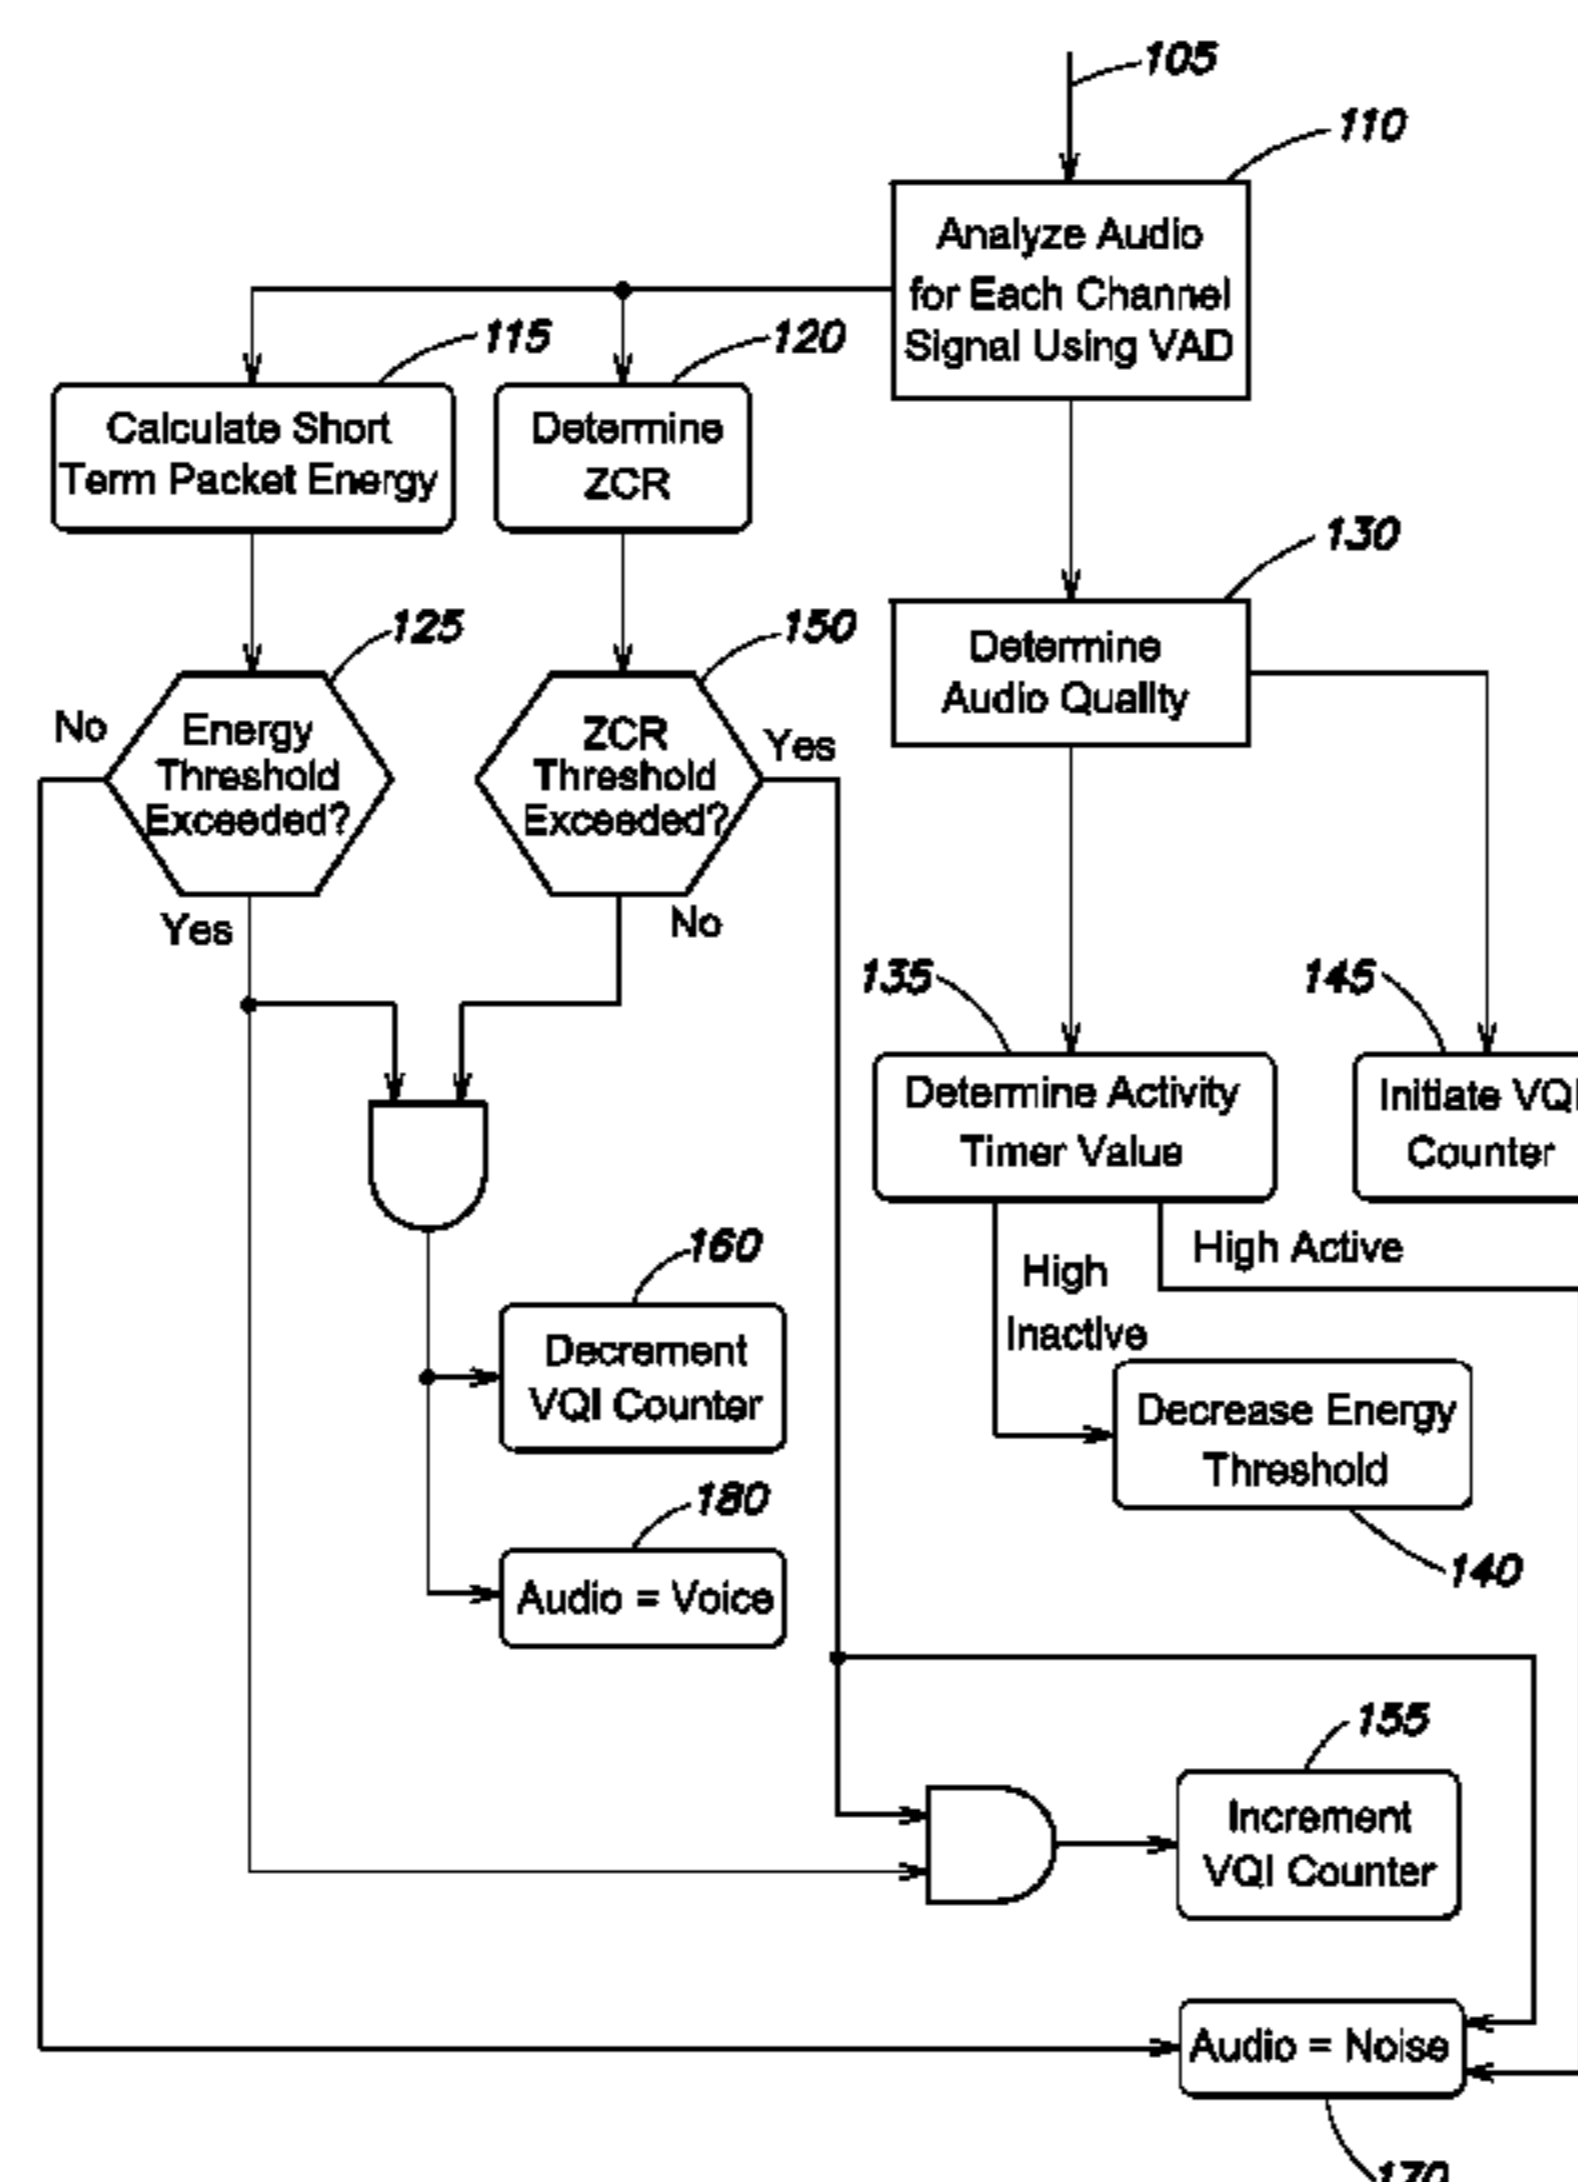 105
110
Analyze Audio
for Each Channel
Signal Using VAD
115
120
Calculate Short
Term Packet Energy
Determine
ZCR
130
125
150
Determine
Audio Quality
No
Energy
Threshold
Exceeded?
ZCR
Threshold
Exceeded?
Yes
Yes
No
135
145
Determine Activity
Timer Value
Initiate VQI
Counter
160
High Active
High
Inactive
Decrement
VQI Counter
Decrease Energy
Threshold
180
140
Audio = Voice
155
Increment
VQI Counter
Audio = Noise
170